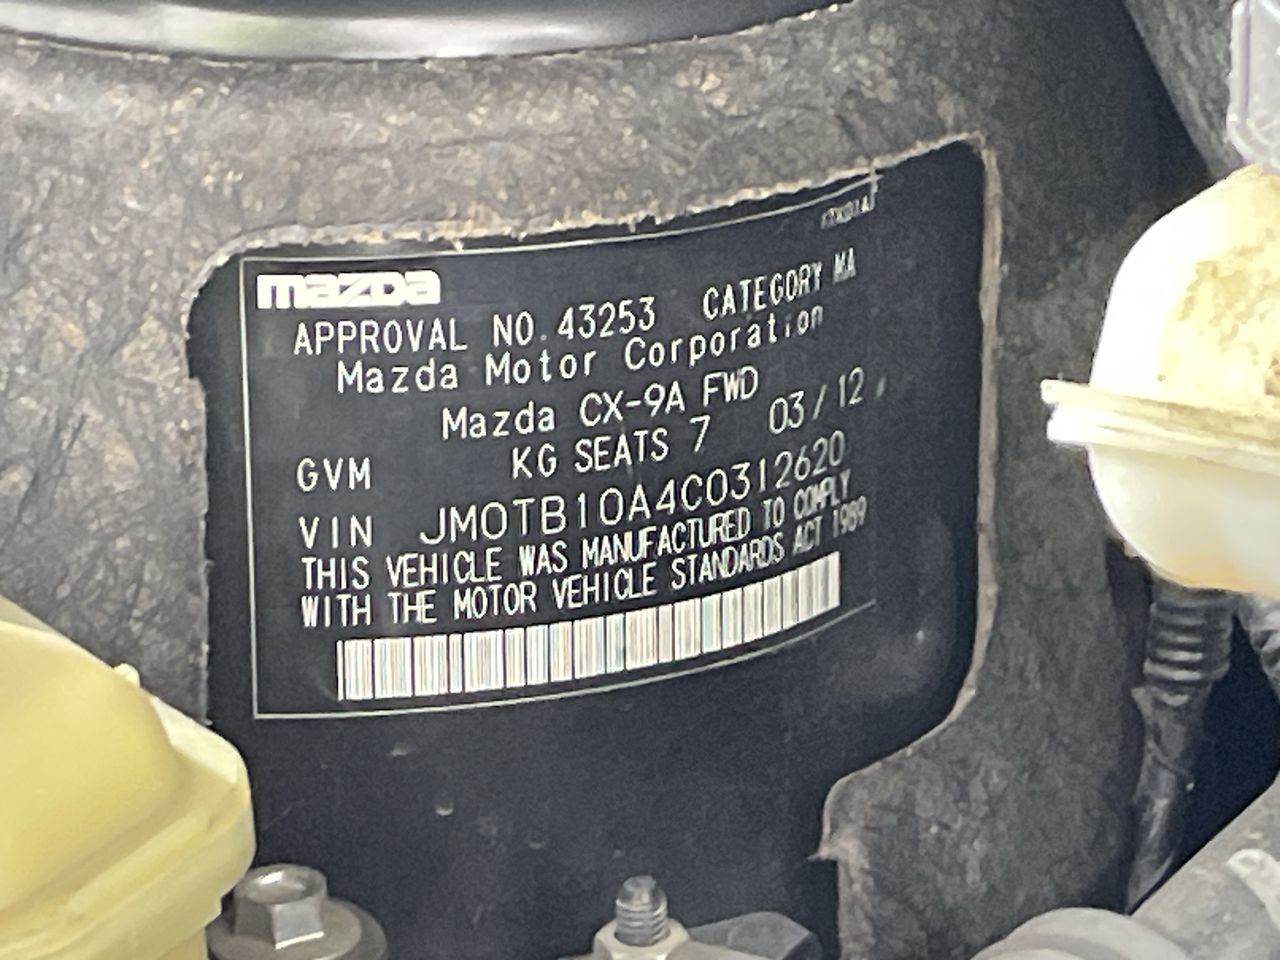 mazda
APPROVAL NO. 43253 CATEGORY MA
Mazda Motor Corporation
Mazda CX-9A FWD
GVM KG SEATS 7 03/12
VIN JM0TB10A4C0312620
THIS VEHICLE WAS MANUFACTURED TO COMPLY
WITH THE MOTOR VEHICLE STANDARDS ACT 1989